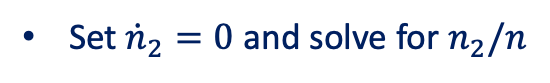 • Set ṅ₂ = 0 and solve for n₂/n